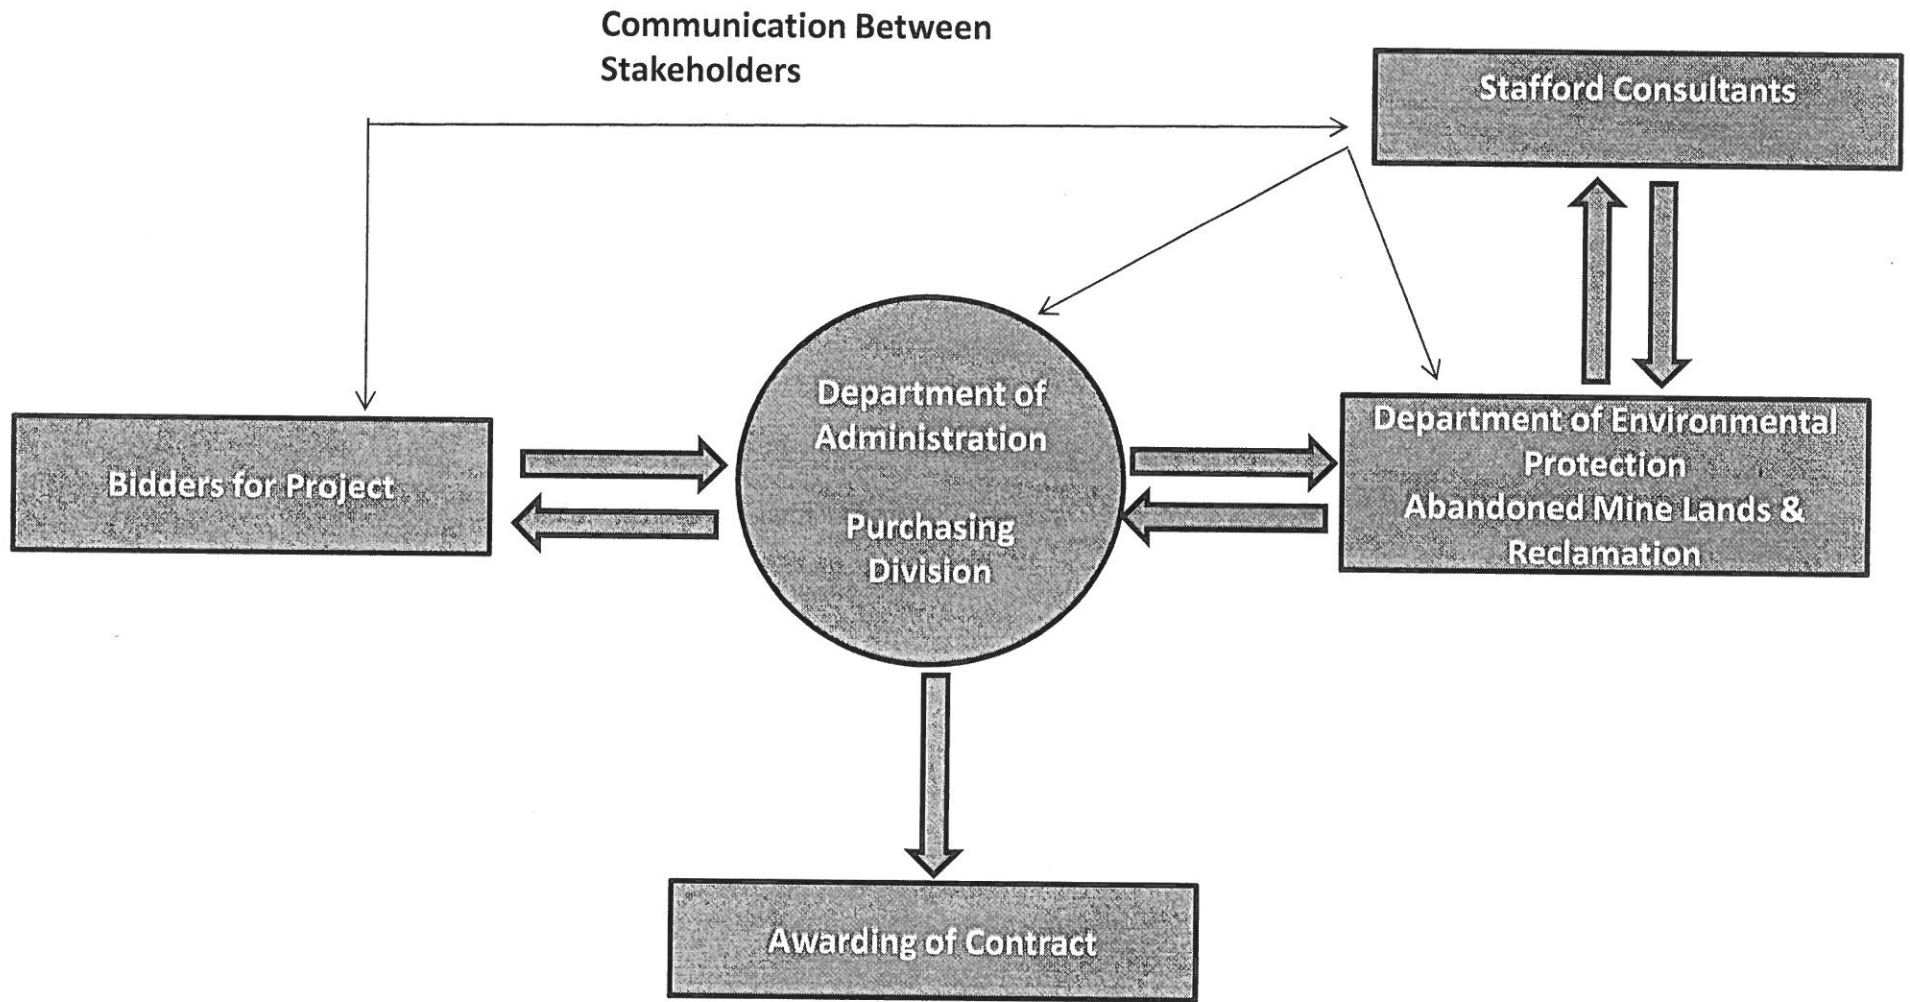 Communication Between
Stakeholders
Stafford Consultants
Bidders for Project
Department of
Administration
Purchasing
Division
Department of Environmental
Protection
Abandoned Mine Lands &
Reclamation
Awarding of Contract